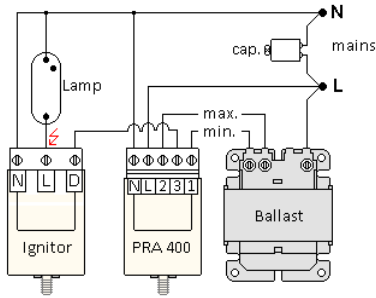 N
cap.
mains
Lamp
L
max.
min.
N L D
N L 2 3 1
Ignitor
PRA 400
Ballast